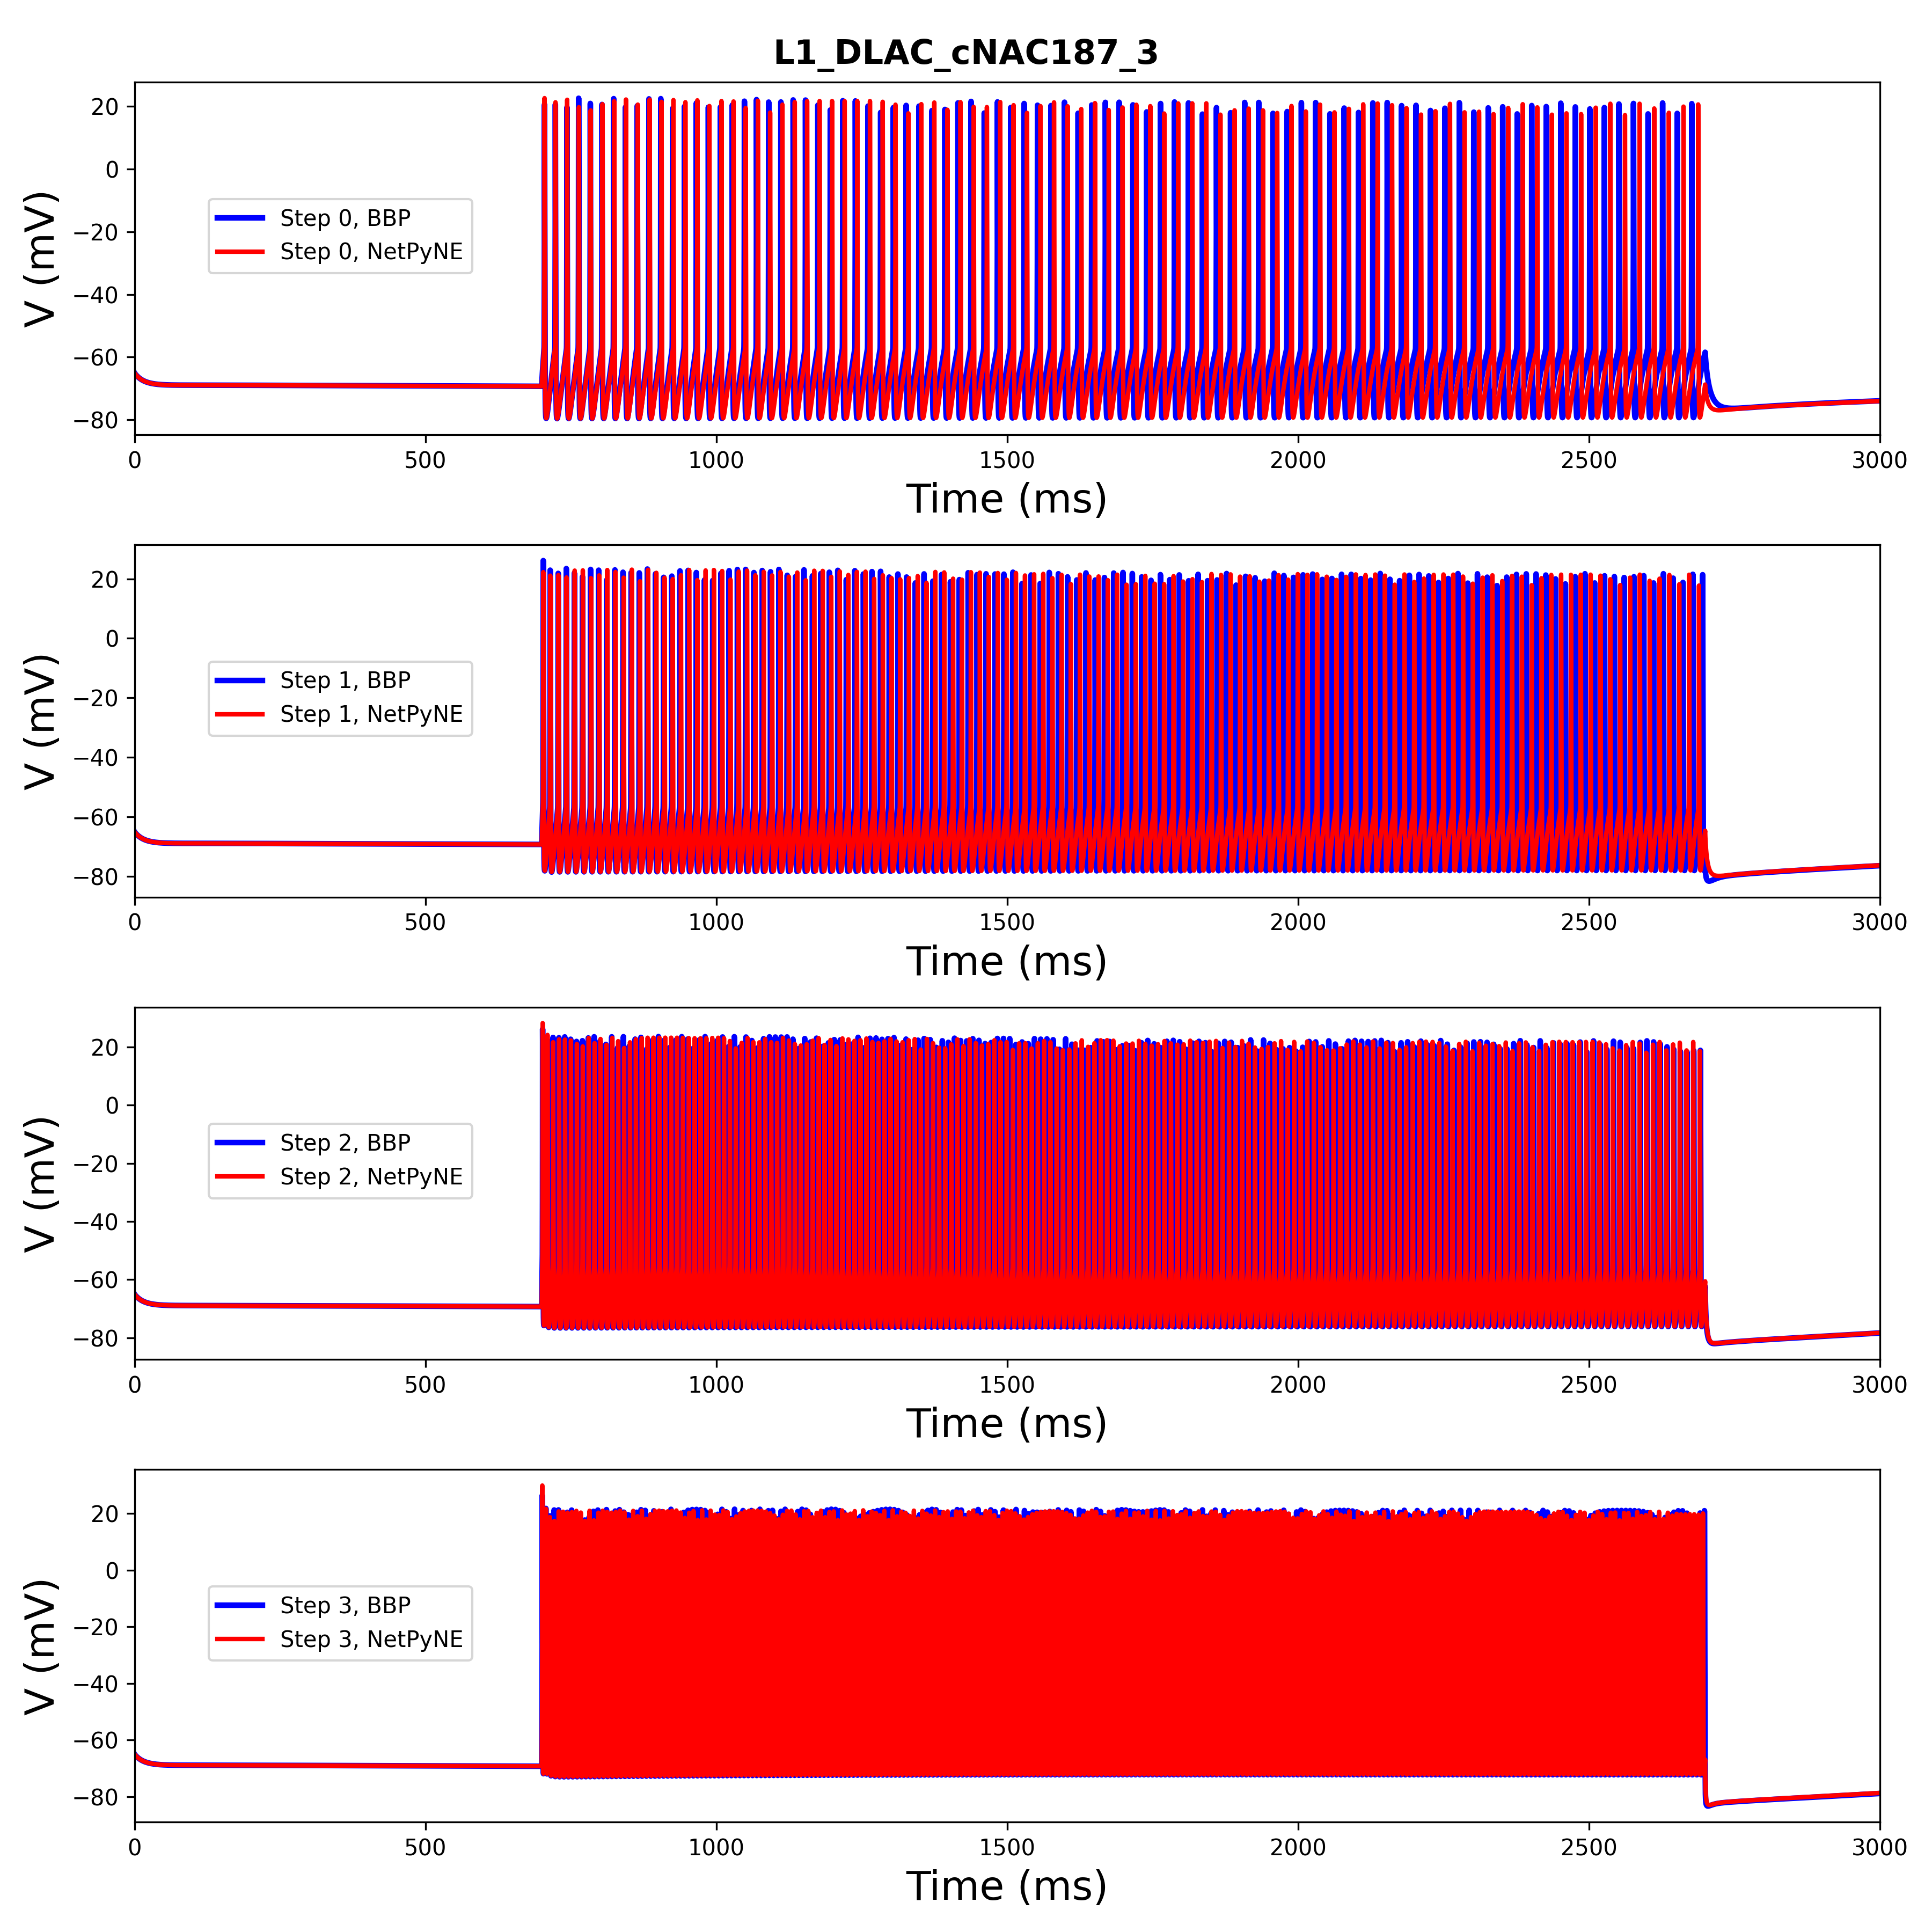 L1_DLAC_cNAC187_3
20
0
−20
−40
−60
−80
V (mV)
Step 0, BBP
Step 0, NetPyNE
0 500 1000 1500 2000 2500 3000
Time (ms)
20
0
−20
−40
−60
−80
V (mV)
Step 1, BBP
Step 1, NetPyNE
0 500 1000 1500 2000 2500 3000
Time (ms)
20
0
−20
−40
−60
−80
V (mV)
Step 2, BBP
Step 2, NetPyNE
0 500 1000 1500 2000 2500 3000
Time (ms)
20
0
−20
−40
−60
−80
V (mV)
Step 3, BBP
Step 3, NetPyNE
0 500 1000 1500 2000 2500 3000
Time (ms)